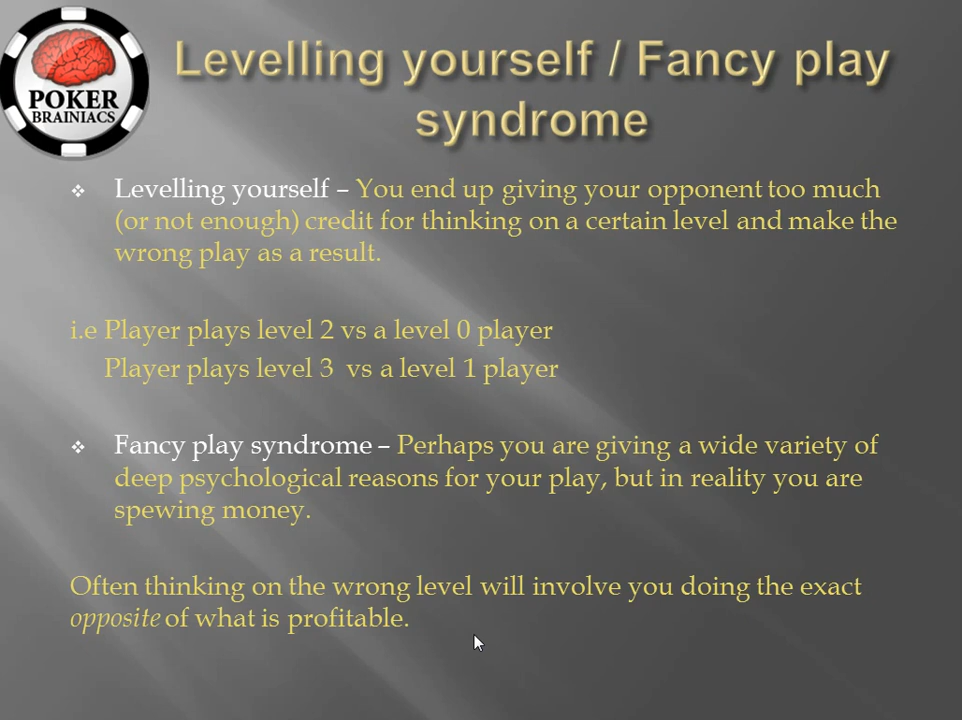 POKER
BRAINIACS
Levelling yourself / Fancy play
syndrome
Levelling yourself – You end up giving your opponent too much
(or not enough) credit for thinking on a certain level and make the
wrong play as a result.
i.e Player plays level 2 vs a level 0 player
Player plays level 3 vs a level 1 player
Fancy play syndrome – Perhaps you are giving a wide variety of
deep psychological reasons for your play, but in reality you are
spewing money.
Often thinking on the wrong level will involve you doing the exact
opposite of what is profitable.